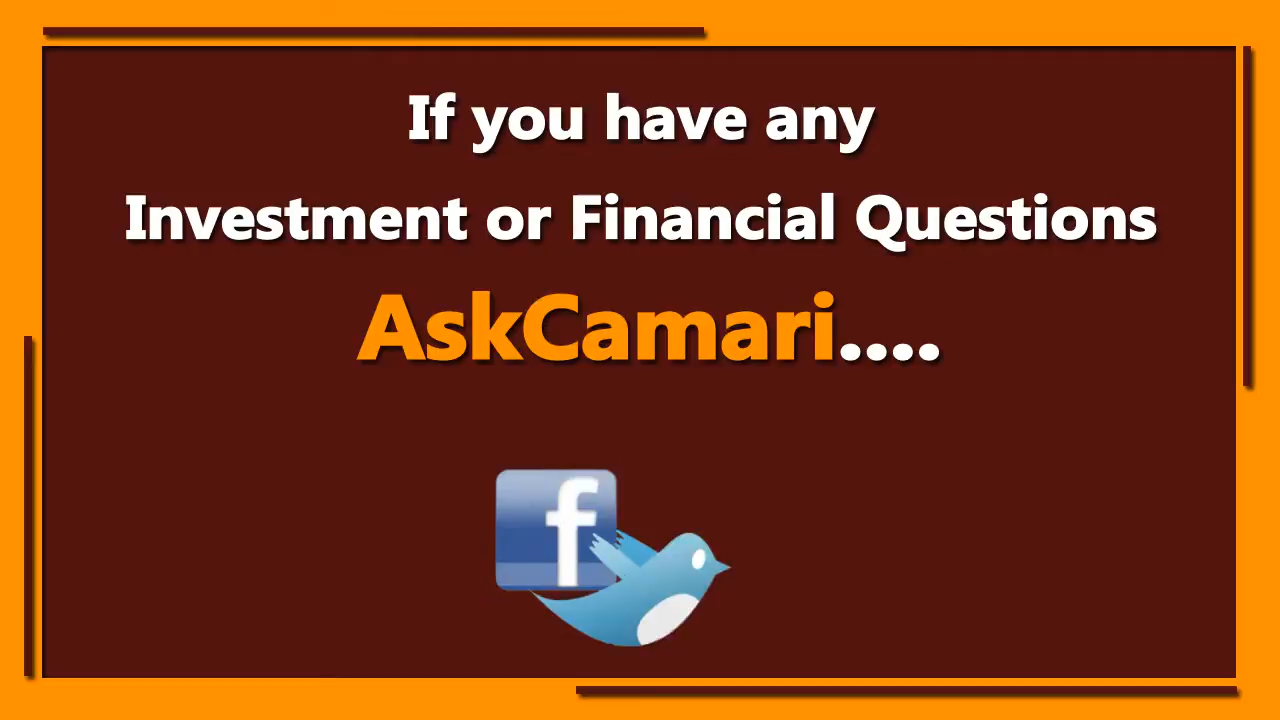 If you have any
Investment or Financial Questions
AskCamari....
f